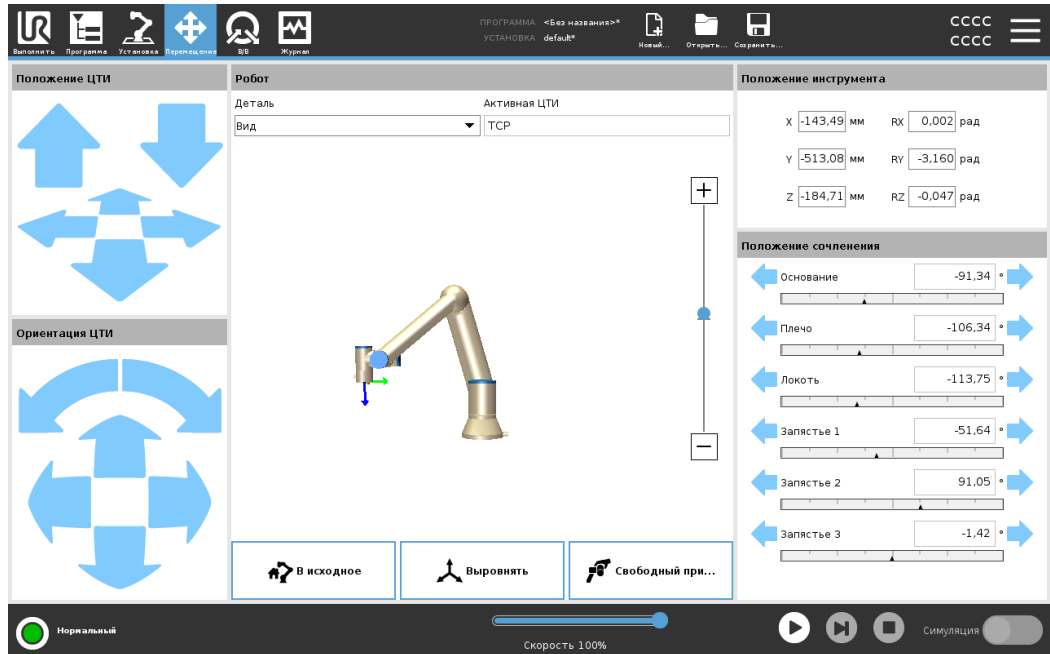 UR
ПРОГРАММА <Без названия>*
УСТАНОВКА default*
Выполнить Программа Установка Перемещение В/В Журнал
Новый... Открыть... Сохранить...
CCCC
CCCC
Положение ЦТИ
Ориентация ЦТИ
Робот
Деталь Активная ЦТИ
Вид TCP
В исходное Выровнять Свободный при...
Положение инструмента
X -143,49 мм RX 0,002 рад
Y -513,08 мм RY -3,160 рад
Z -184,71 мм RZ -0,047 рад
Положение сочленения
Основание -91,34 °
Плечо -106,34 °
Локоть -113,75 °
Запястье 1 -51,64 °
Запястье 2 91,05 °
Запястье 3 -1,42 °
Нормальный
Скорость 100%
Симуляция